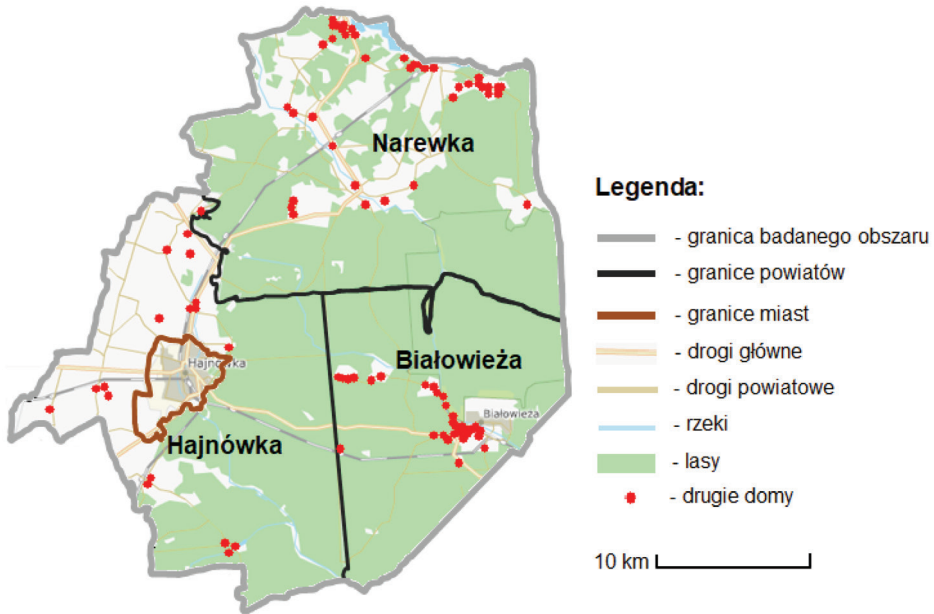 Narewka
Hajnówka
Białowieża
Białowieża
Hajnówka
Legenda:
- granica badanego obszaru
- granice powiatów
- granice miast
- drogi główne
- drogi powiatowe
- rzeki
- lasy
- drugie domy
10 km